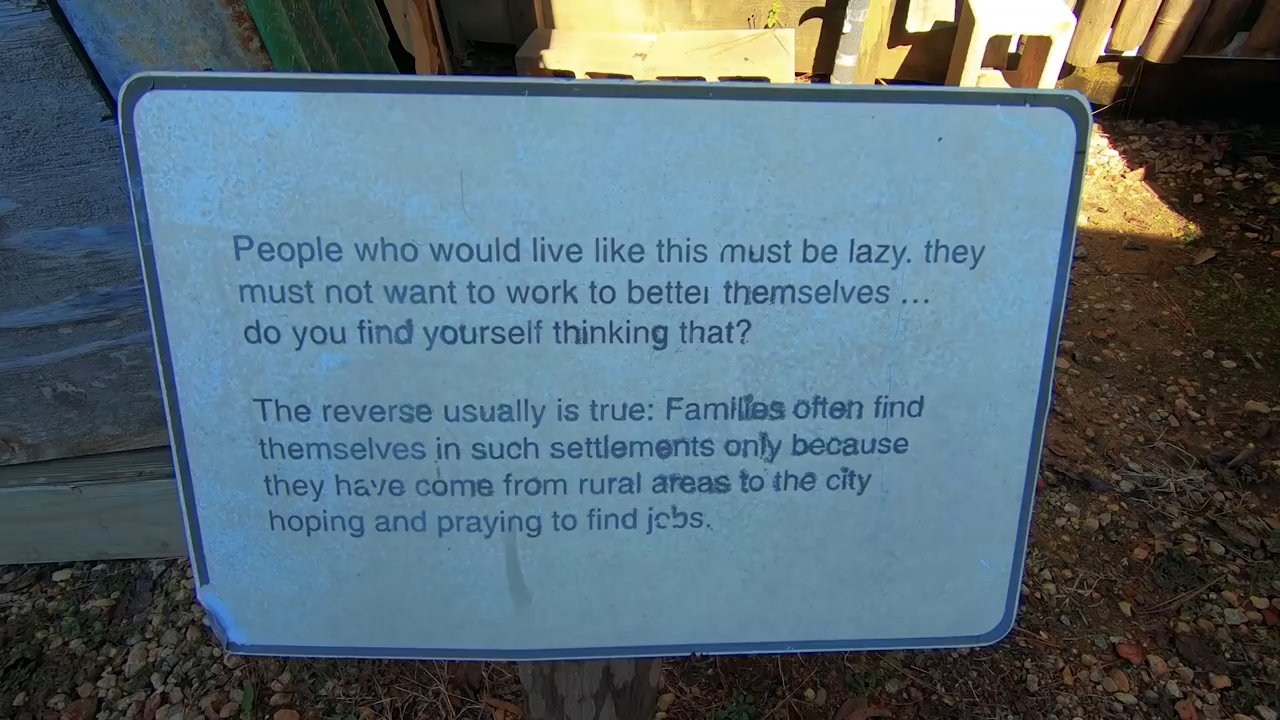 People who would live like this must be lazy. they
must not want to work to better themselves ...
do you find yourself thinking that?
The reverse usually is true: Families often find
themselves in such settlements only because
they have come from rural areas to the city
hoping and praying to find jobs.